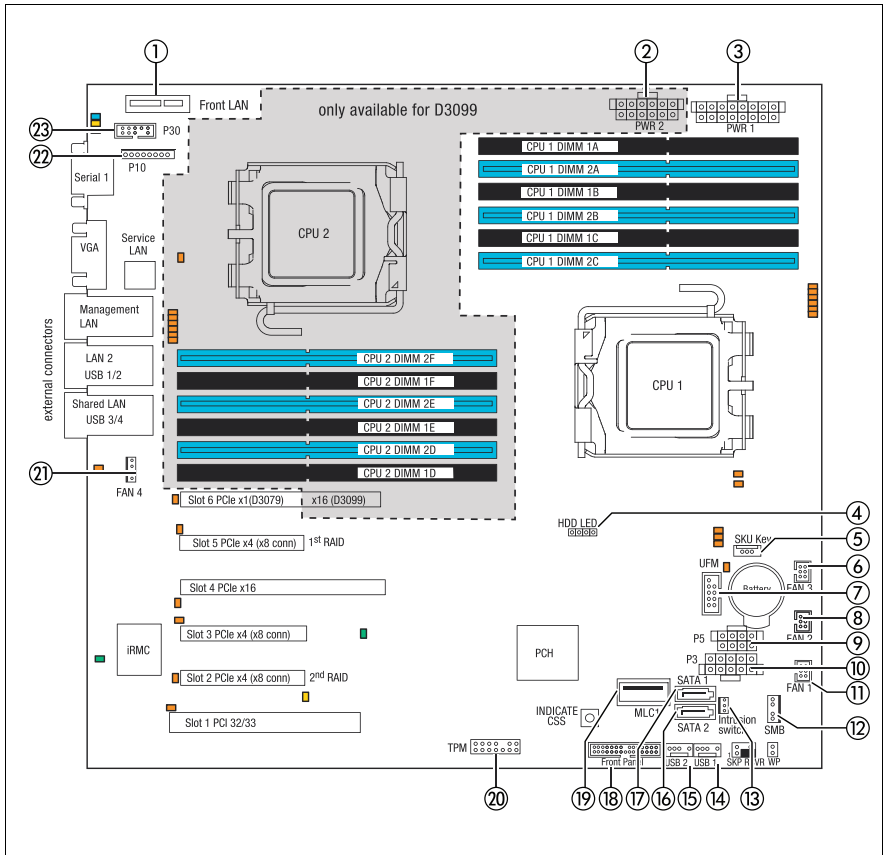 1
2
3
Front LAN
only available for D3099
23
P30
PWR 2
PWR 1
22
P10
CPU 1 DIMM 1A
CPU 1 DIMM 2A
CPU 1 DIMM 1B
CPU 1 DIMM 2B
CPU 1 DIMM 1C
CPU 1 DIMM 2C
Serial 1
VGA
Service
LAN
CPU 2
external connectors
Management
LAN
LAN 2
USB 1/2
Shared LAN
USB 3/4
CPU 2 DIMM 2F
CPU 2 DIMM 1F
CPU 2 DIMM 2E
CPU 2 DIMM 1E
CPU 2 DIMM 2D
CPU 2 DIMM 1D
CPU 1
21
FAN 4
Slot 6 PCIe x1(D3079) x16 (D3099)
HDD LED
4
Slot 5 PCIe x4 (x8 conn) 1st RAID
SKU Key
5
UFM
6
Battery
FAN 3
7
Slot 4 PCIe x16
FAN 2
8
P5
9
Slot 3 PCIe x4 (x8 conn)
iRMC
PCH
P3
10
Slot 2 PCIe x4 (x8 conn) 2nd RAID
SATA 1
FAN 1
11
MLC1
Slot 1 PCI 32/33
INDICATE
CSS
SATA 2
Intrusion
switch
SMB
12
TPM
Front Panel
USB 2
USB 1
SKP RCVR
WP
20
19
18
17
16
15
14
13